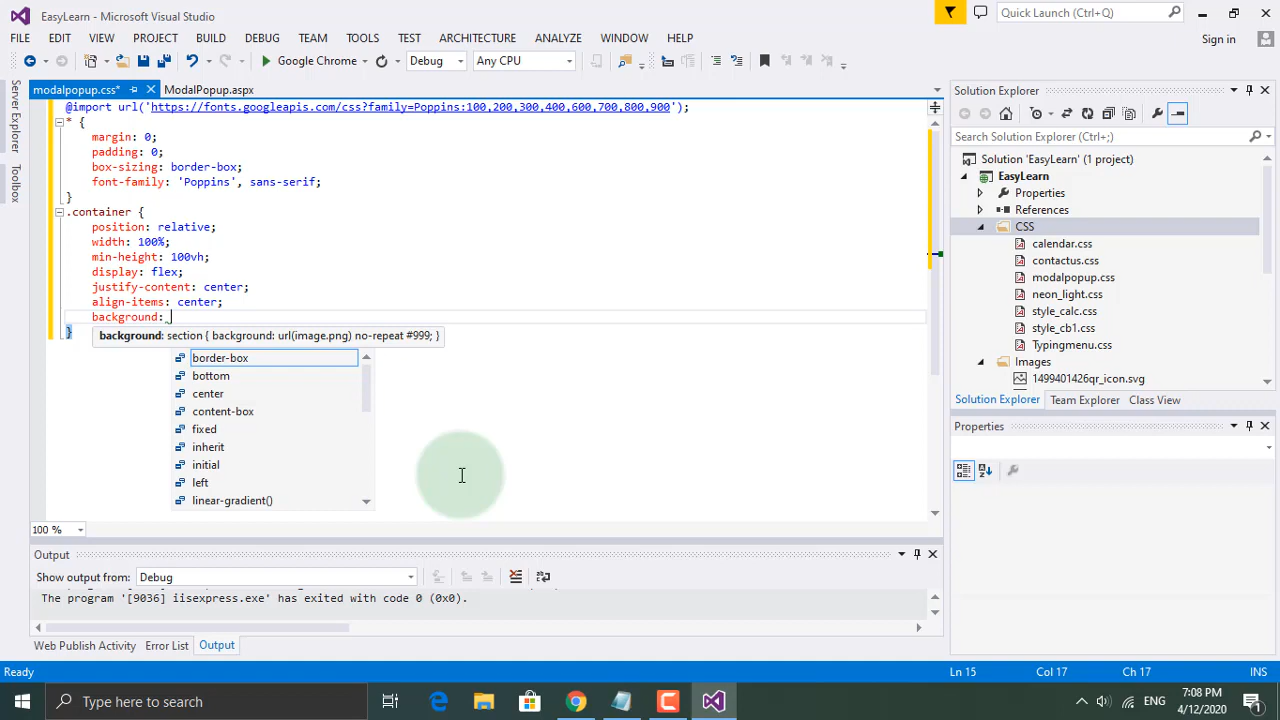 EasyLearn - Microsoft Visual Studio
Quick Launch (Ctrl+Q)
FILE EDIT VIEW PROJECT BUILD DEBUG TEAM TOOLS TEST ARCHITECTURE ANALYZE WINDOW HELP
Sign in
Google Chrome Debug Any CPU
Server Explorer
Toolbox
modalpopup.css* ModalPopup.aspx
@import url('https://fonts.googleapis.com/css?family=Poppins:100,200,300,400,600,700,800,900');
* {
margin: 0;
padding: 0;
box-sizing: border-box;
font-family: 'Poppins', sans-serif;
}
.container {
position: relative;
width: 100%;
min-height: 100vh;
display: flex;
justify-content: center;
align-items: center;
background:
}
background: section { background: url(image.png) no-repeat #999; }
border-box
bottom
center
content-box
fixed
inherit
initial
left
linear-gradient()
100 %
Output
Show output from: Debug
The program '[9036] iisexpress.exe' has exited with code 0 (0x0).
Web Publish Activity Error List Output
Solution Explorer
Search Solution Explorer (Ctrl+;)
Solution 'EasyLearn' (1 project)
EasyLearn
Properties
References
CSS
calendar.css
contactus.css
modalpopup.css
neon_light.css
style_calc.css
style_cb1.css
Typingmenu.css
Images
1499401426qr_icon.svg
Solution Explorer Team Explorer Class View
Properties
Ready Ln 15 Col 17 Ch 17 INS
Type here to search
ENG
7:08 PM
4/12/2020
1